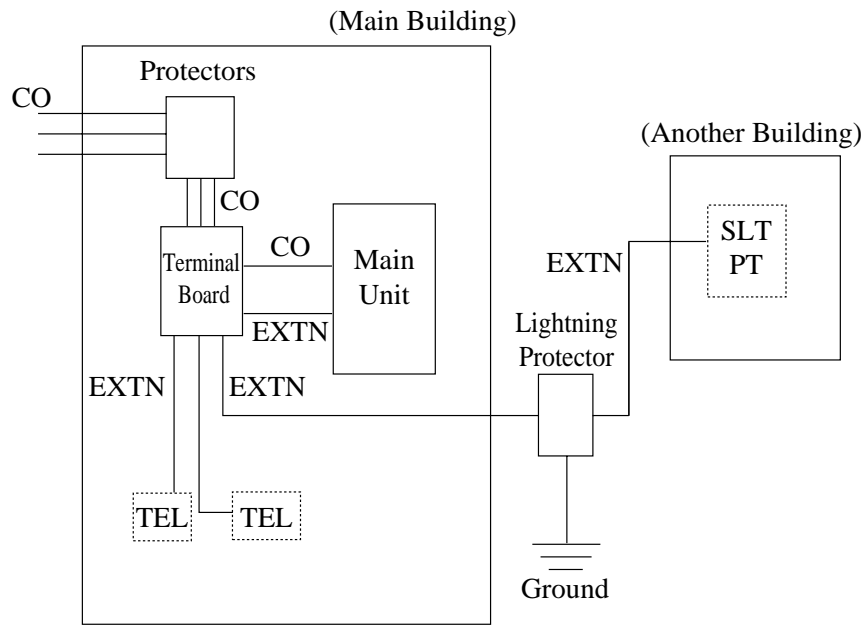 (Main Building)
Protectors
CO
(Another Building)
CO
SLT
PT
Terminal
Board
CO
Main
Unit
EXTN
EXTN
Lightning
Protector
EXTN
EXTN
TEL
TEL
Ground